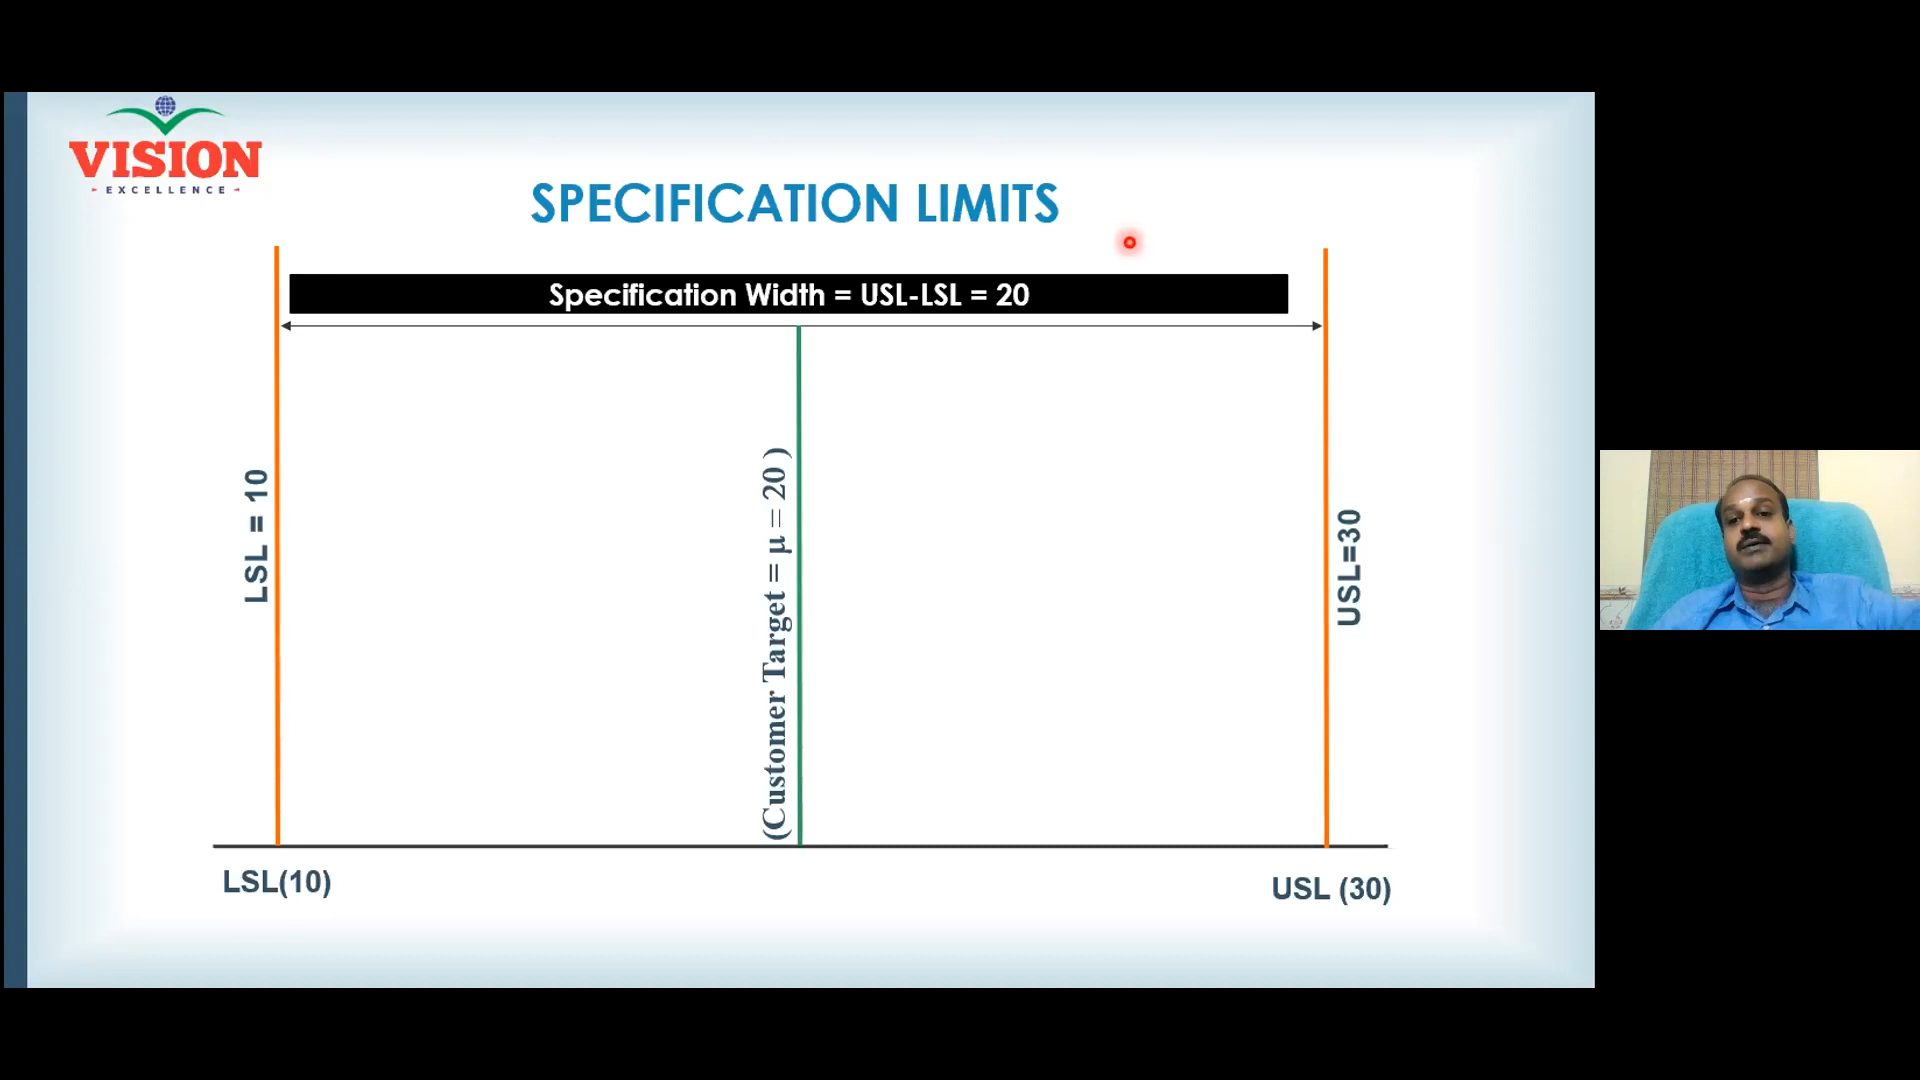 VISION
EXCELLENCE
SPECIFICATION LIMITS
Specification Width = USL-LSL = 20
LSL = 10
(Customer Target = µ = 20 )
USL=30
LSL(10)
USL (30)